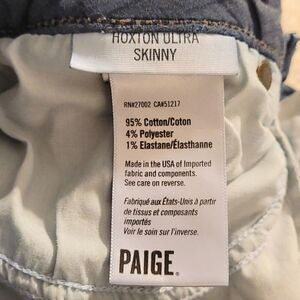 HOXTON ULTRA
SKINNY
RN#27002 CA#51217
95% Cotton/Coton
4% Polyester
1% Elastane/Élasthanne
Made in the USA of Imported
fabric and components.
See care on reverse.
Fabriqué aux États-Unis à partir
de tissus et composants
importés
Voir le soin sur l'inverse.
PAIGE